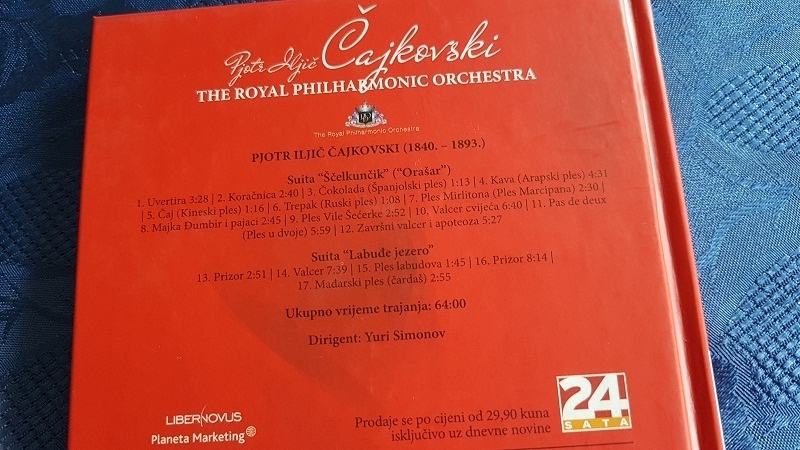 Pjotr Iljič Čajkovski
THE ROYAL PHILHARMONIC ORCHESTRA
RPO
The Royal Philharmonic Orchestra
PJOTR ILJIČ ČAJKOVSKI (1840. – 1893.)
Suita “Ščelkunčik” (“Orašar”)
1. Uvertira 3:28 | 2. Koračnica 2:40 | 3. Čokolada (Španjolski ples) 1:13 | 4. Kava (Arapski ples) 4:31
| 5. Čaj (Kineski ples) 1:16 | 6. Trepak (Ruski ples) 1:08 | 7. Ples Mirlitona (Ples Marcipana) 2:30 |
8. Majka Đumbir i pajaci 2:45 | 9. Ples Vile Šećerke 2:52 | 10. Valcer cvijeća 6:40 | 11. Pas de deux
(Ples u dvoje) 5:59 | 12. Završni valcer i apoteoza 5:27
Suita “Labuđe jezero”
13. Prizor 2:51 | 14. Valcer 7:39 | 15. Ples labudova 1:45 | 16. Prizor 8:14 |
17. Mađarski ples (čardaš) 2:55
Ukupno vrijeme trajanja: 64:00
Dirigent: Yuri Simonov
LIBERNOVUS
Planeta Marketing
Prodaje se po cijeni od 29,90 kuna
isključivo uz dnevne novine
24
SATA